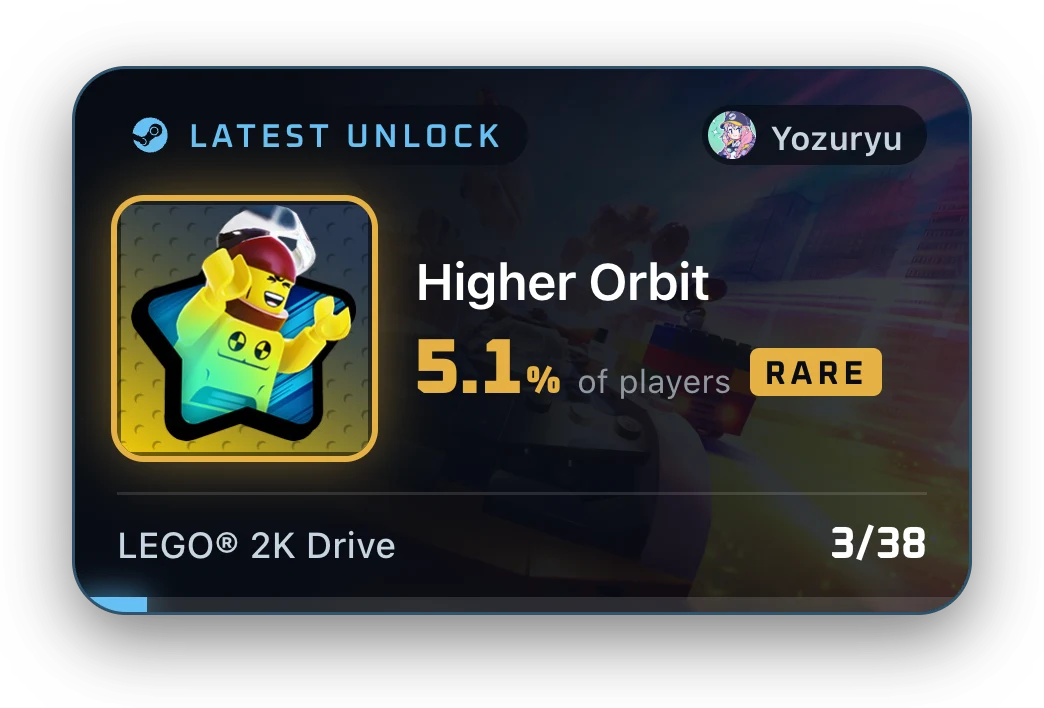 LATEST UNLOCK
Yozuryu
Higher Orbit
5.1% of players RARE
LEGO® 2K Drive
3/38